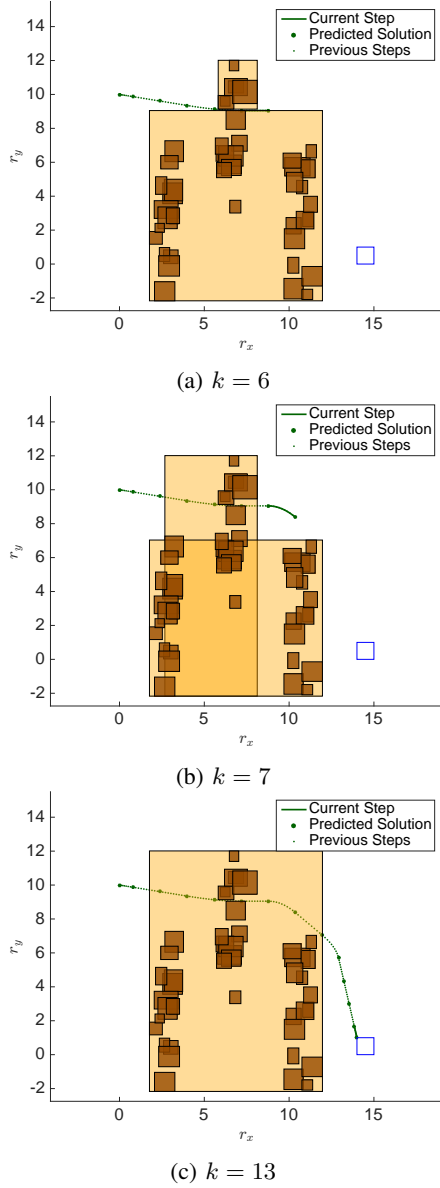 14
12
10
8
6
4
2
0
-2
r_y
0
5
10
15
r_x
Current Step
Predicted Solution
Previous Steps
(a) k = 6
14
12
10
8
6
4
2
0
-2
r_y
0
5
10
15
r_x
Current Step
Predicted Solution
Previous Steps
(b) k = 7
14
12
10
8
6
4
2
0
-2
r_y
0
5
10
15
r_x
Current Step
Predicted Solution
Previous Steps
(c) k = 13